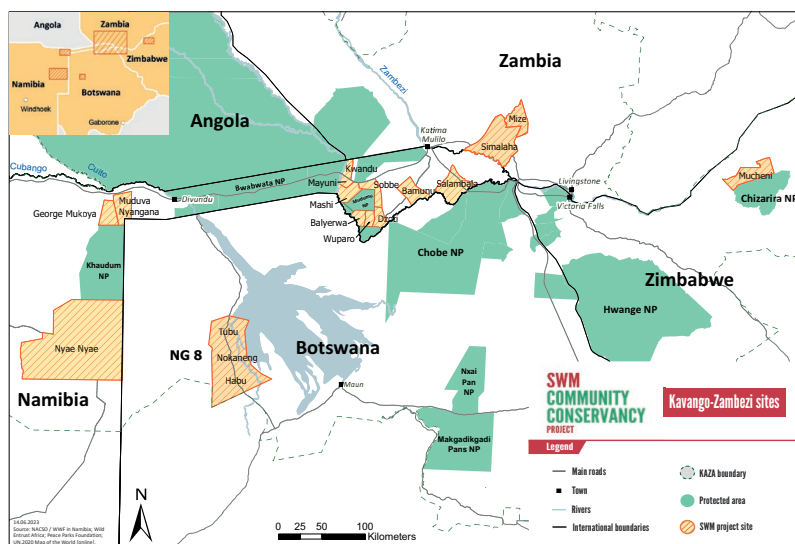 Angola
Zambia
Zimbabwe
Namibia
Windhoek
Botswana
Gaborone
Zambezi
Zambia
Angola
Mize
Katima
Mulilo
Simalaha
Cubango
Cuito
Kwandu
Bwabwata NP
Mayuni
Sobbe
Bamunu
Salambala
Livingstone
Mucheni
Muduva
Nyangana
Divundu
Mashi
Mudumu NP
Victoria Falls
Chizarira NP
George Mukoya
Balyerwa
Dzoti
Wuparo
Khaudum
NP
Chobe NP
Zimbabwe
Hwange NP
Nyae Nyae
NG 8
Tubu
Nokaneng
Habu
Botswana
Maun
Nxai
Pan
NP
Namibia
Makgadikgadi
Pans NP
SWM
COMMUNITY
CONSERVANCY
PROJECT
Kavango-Zambezi sites
Legend
Main roads
Town
Rivers
International boundaries
KAZA boundary
Protected area
SWM project site
N
14.06.2023
Source: NACSO / WWF in Namibia; Wild
Entrust Africa; Peace Parks Foundation;
UN.2020 Map of the World [online].
0 20 40 60 80 100
Kilometers